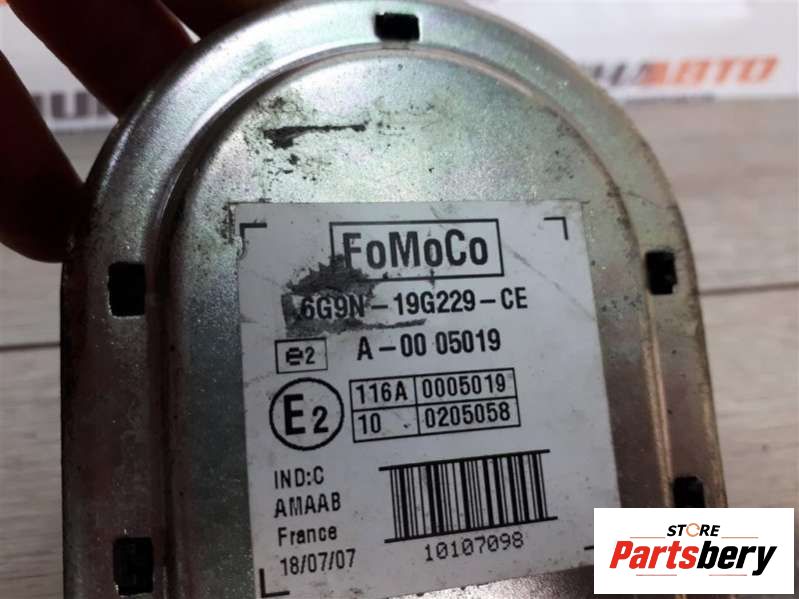 АВТО
FoMoCo
6G9N-19G229-CE
e2 A-00 05019
E2 116A 0005019
10 0205058
IND:C
AMAAB
France
18/07/07
10107098
STORE
Partsbery